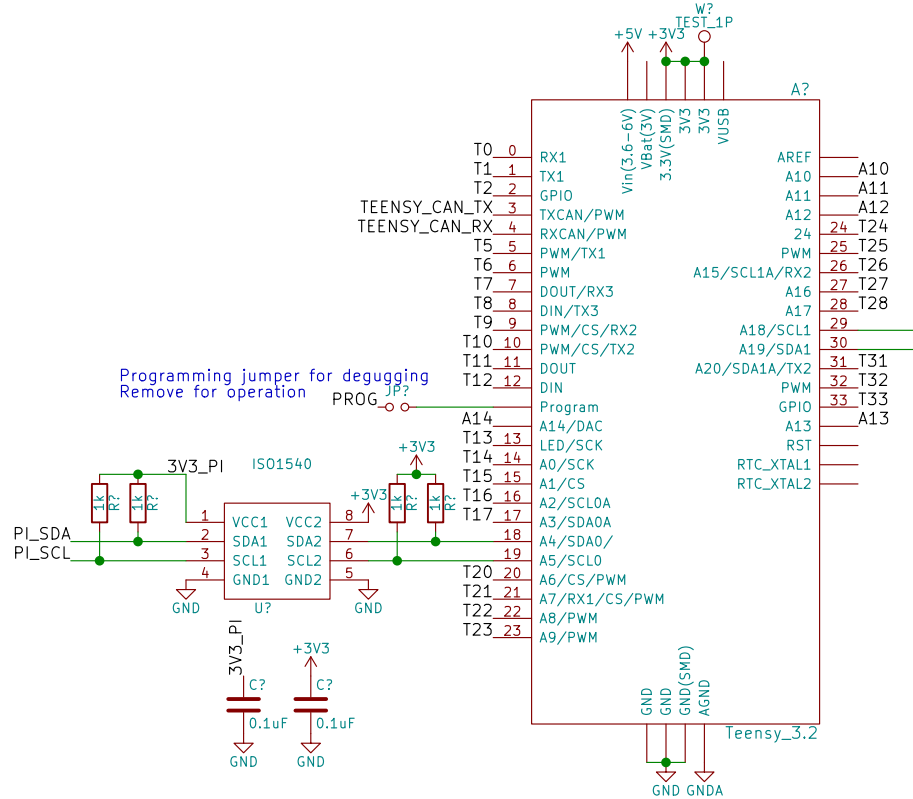 W?
TEST_1P
+5V
+3V3
A?
Vin(3.6-6V)
VBat(3V)
3.3V(SMD)
3V3
3V3
VUSB
T0 0 RX1
T1 1 TX1
T2 2 GPIO
TEENSY_CAN_TX 3 TXCAN/PWM
TEENSY_CAN_RX 4 RXCAN/PWM
T5 5 PWM/TX1
T6 6 PWM
T7 7 DOUT/RX3
T8 8 DIN/TX3
T9 9 PWM/CS/RX2
T10 10 PWM/CS/TX2
T11 11 DOUT
T12 12 DIN
Program
A14 A14/DAC
T13 13 LED/SCK
T14 14 A0/SCK
T15 15 A1/CS
T16 16 A2/SCL0A
T17 17 A3/SDA0A
18 A4/SDA0/
19 A5/SCL0
T20 20 A6/CS/PWM
T21 21 A7/RX1/CS/PWM
T22 22 A8/PWM
T23 23 A9/PWM
AREF
A10 A10
A11 A11
A12 A12
24 24 T24
PWM 25 T25
A15/SCL1A/RX2 26 T26
A16 27 T27
A17 28 T28
A18/SCL1 29
A19/SDA1 30
A20/SDA1A/TX2 31 T31
PWM 32 T32
GPIO 33 T33
A13 A13
RST
RTC_XTAL1
RTC_XTAL2
GND
GND
GND(SMD)
AGND
Teensy_3.2
GND
GNDA
Programming jumper for degugging
Remove for operation
JP?
PROG
3V3_PI
ISO1540
+3V3
+3V3
1k
R?
1k
R?
1k
R?
1k
R?
PI_SDA
PI_SCL
1 VCC1 VCC2 8
2 SDA1 SDA2 7
3 SCL1 SCL2 6
4 GND1 GND2 5
GND
U?
GND
3V3_PI
C?
0.1uF
GND
+3V3
C?
0.1uF
GND